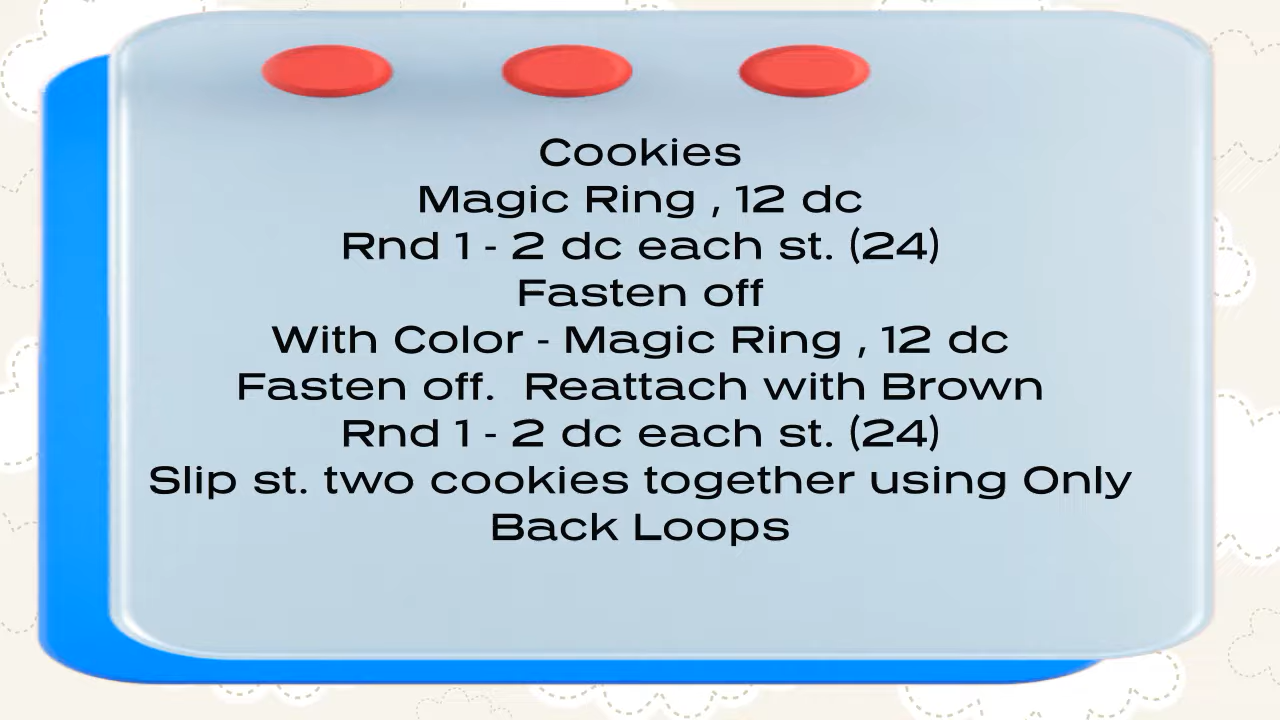 Cookies
Magic Ring , 12 dc
Rnd 1 - 2 dc each st. (24)
Fasten off
With Color - Magic Ring , 12 dc
Fasten off.  Reattach with Brown
Rnd 1 - 2 dc each st. (24)
Slip st. two cookies together using Only
Back Loops